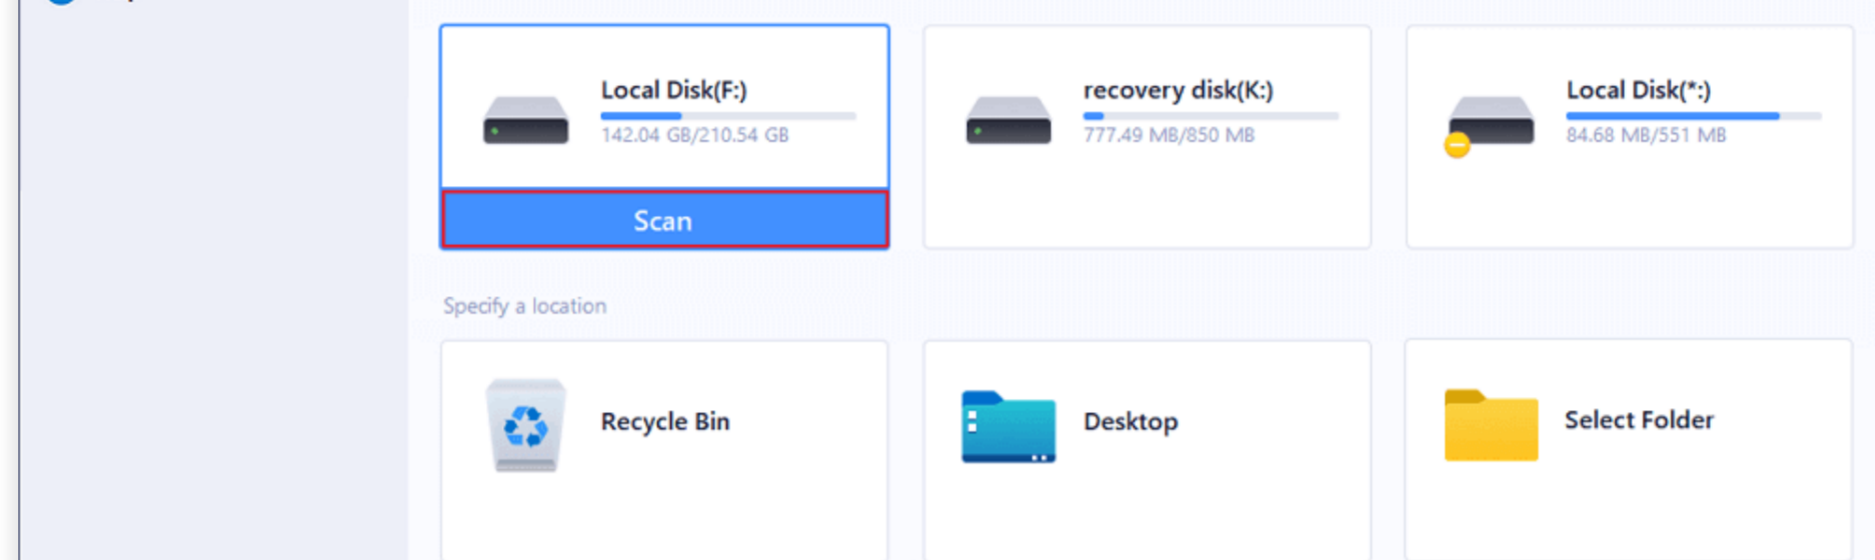 Local Disk(F:)
142.04 GB/210.54 GB
Scan
recovery disk(K:)
777.49 MB/850 MB
Local Disk(*:)
84.68 MB/551 MB
Specify a location
Recycle Bin
Desktop
Select Folder